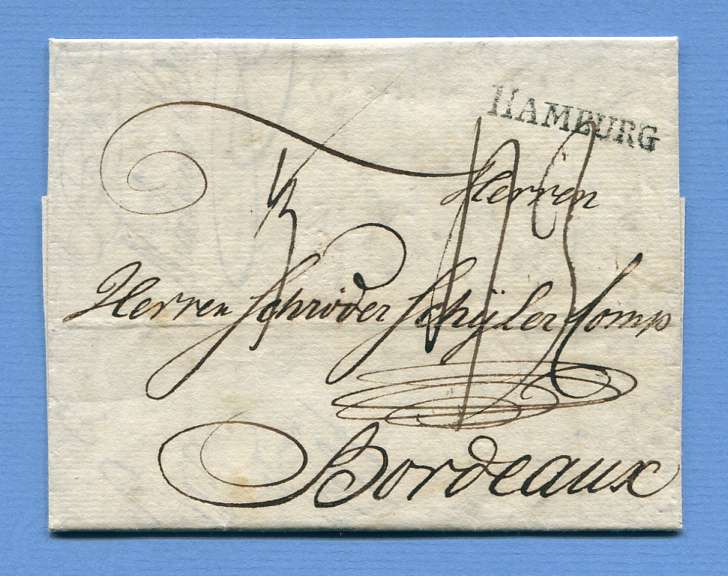 HAMBURG
Herren
Herren Schröder Schÿler Comp
Bordeaux